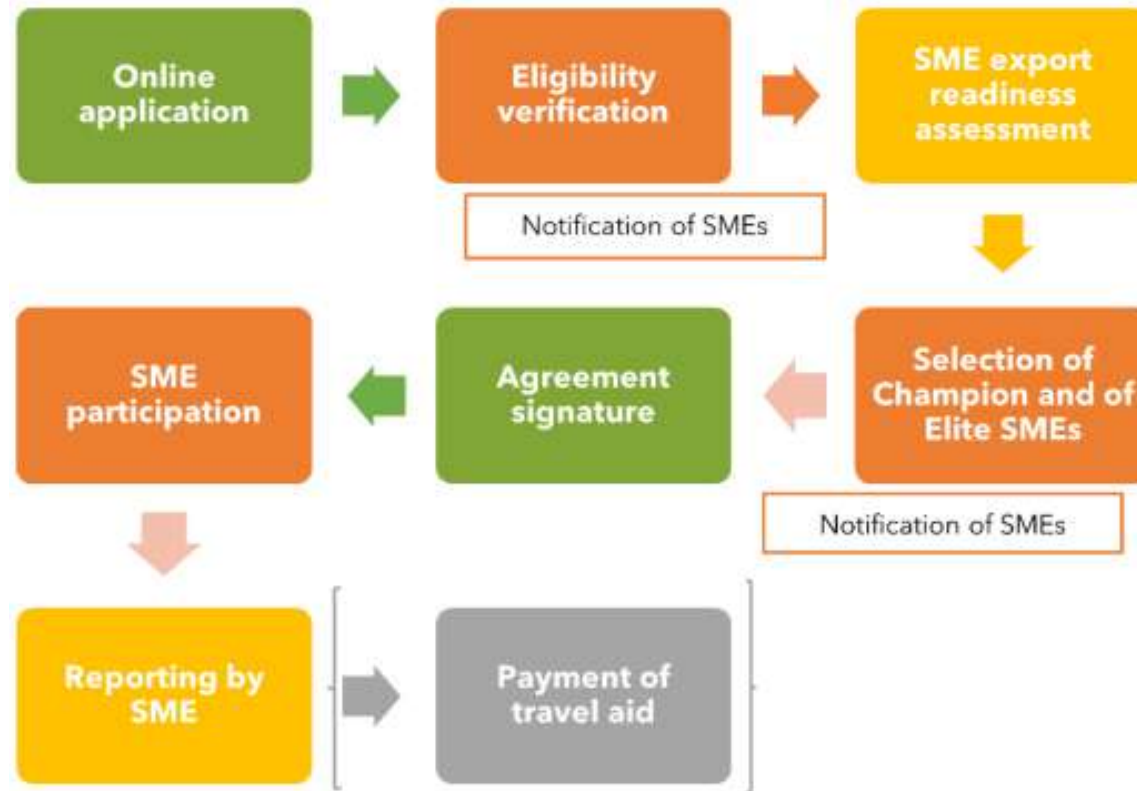 Online
application
Eligibility
verification
SME export
readiness
assessment
Notification of SMEs
Selection of
Champion and of
Elite SMEs
Notification of SMEs
Agreement
signature
SME
participation
Reporting by
SME
Payment of
travel aid